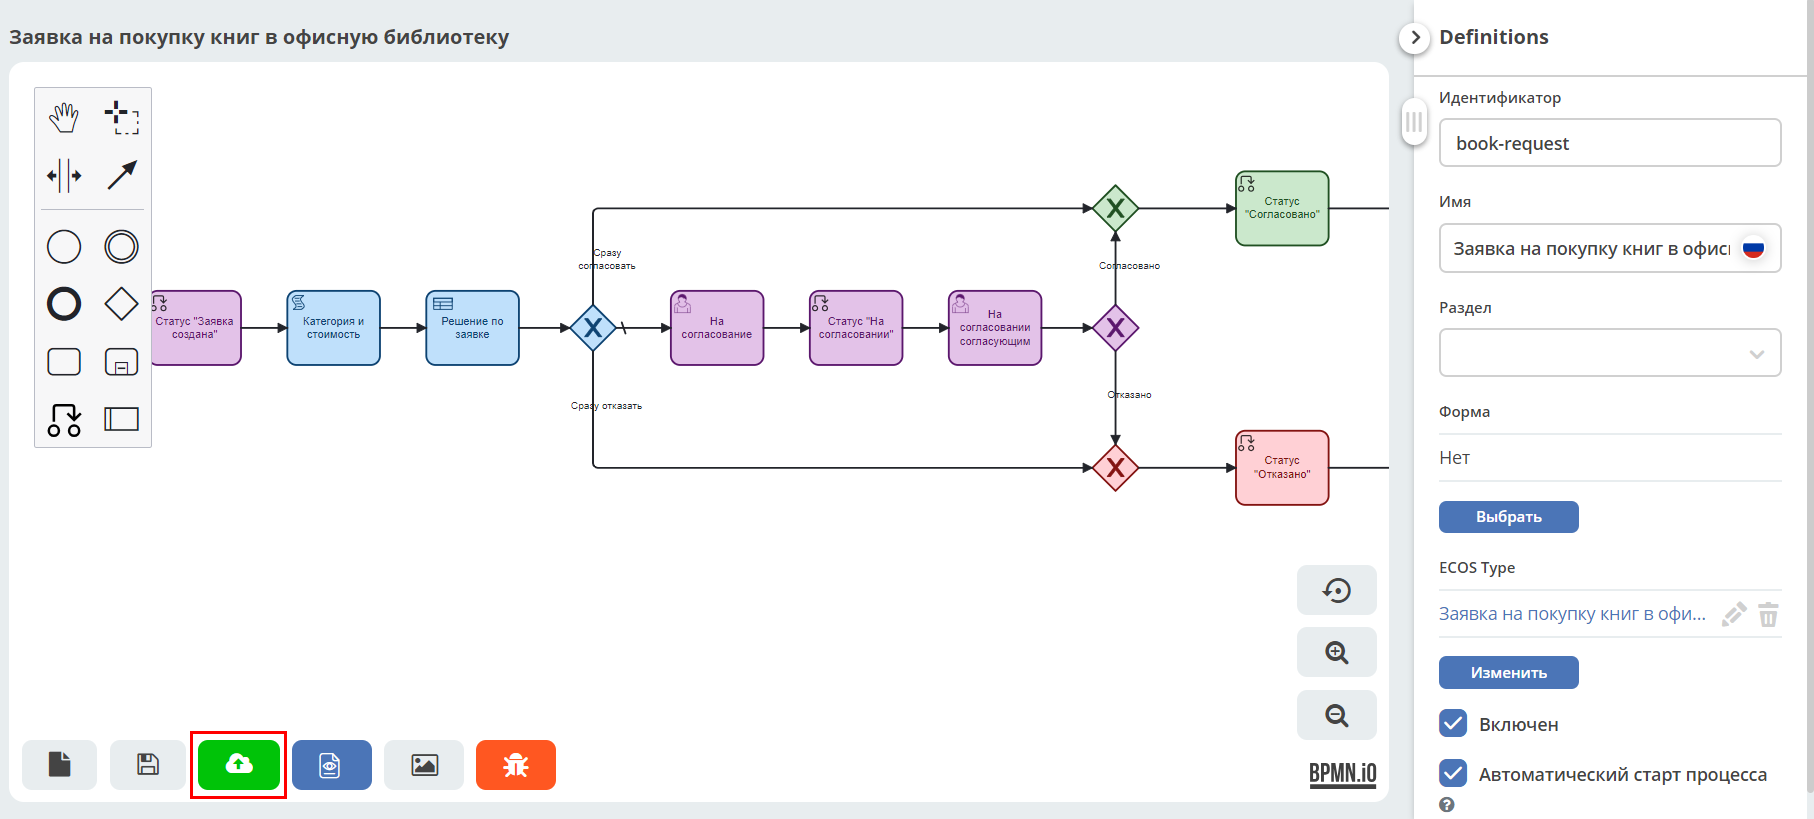 Заявка на покупку книг в офисную библиотеку
Сразу
согласовать
Статус "Заявка
создана"
Категория и
стоимость
Решение по
заявке
Сразу отказать
На
согласование
Статус "На
согласовании"
На
согласовании
согласующим
Согласовано
Отказано
Статус
"Согласовано"
Статус
"Отказано"
BPMN.iO
Definitions
Идентификатор
book-request
Имя
Заявка на покупку книг в офис
Раздел
Форма
Нет
Выбрать
ECOS Type
Заявка на покупку книг в офи...
Изменить
Включен
Автоматический старт процесса